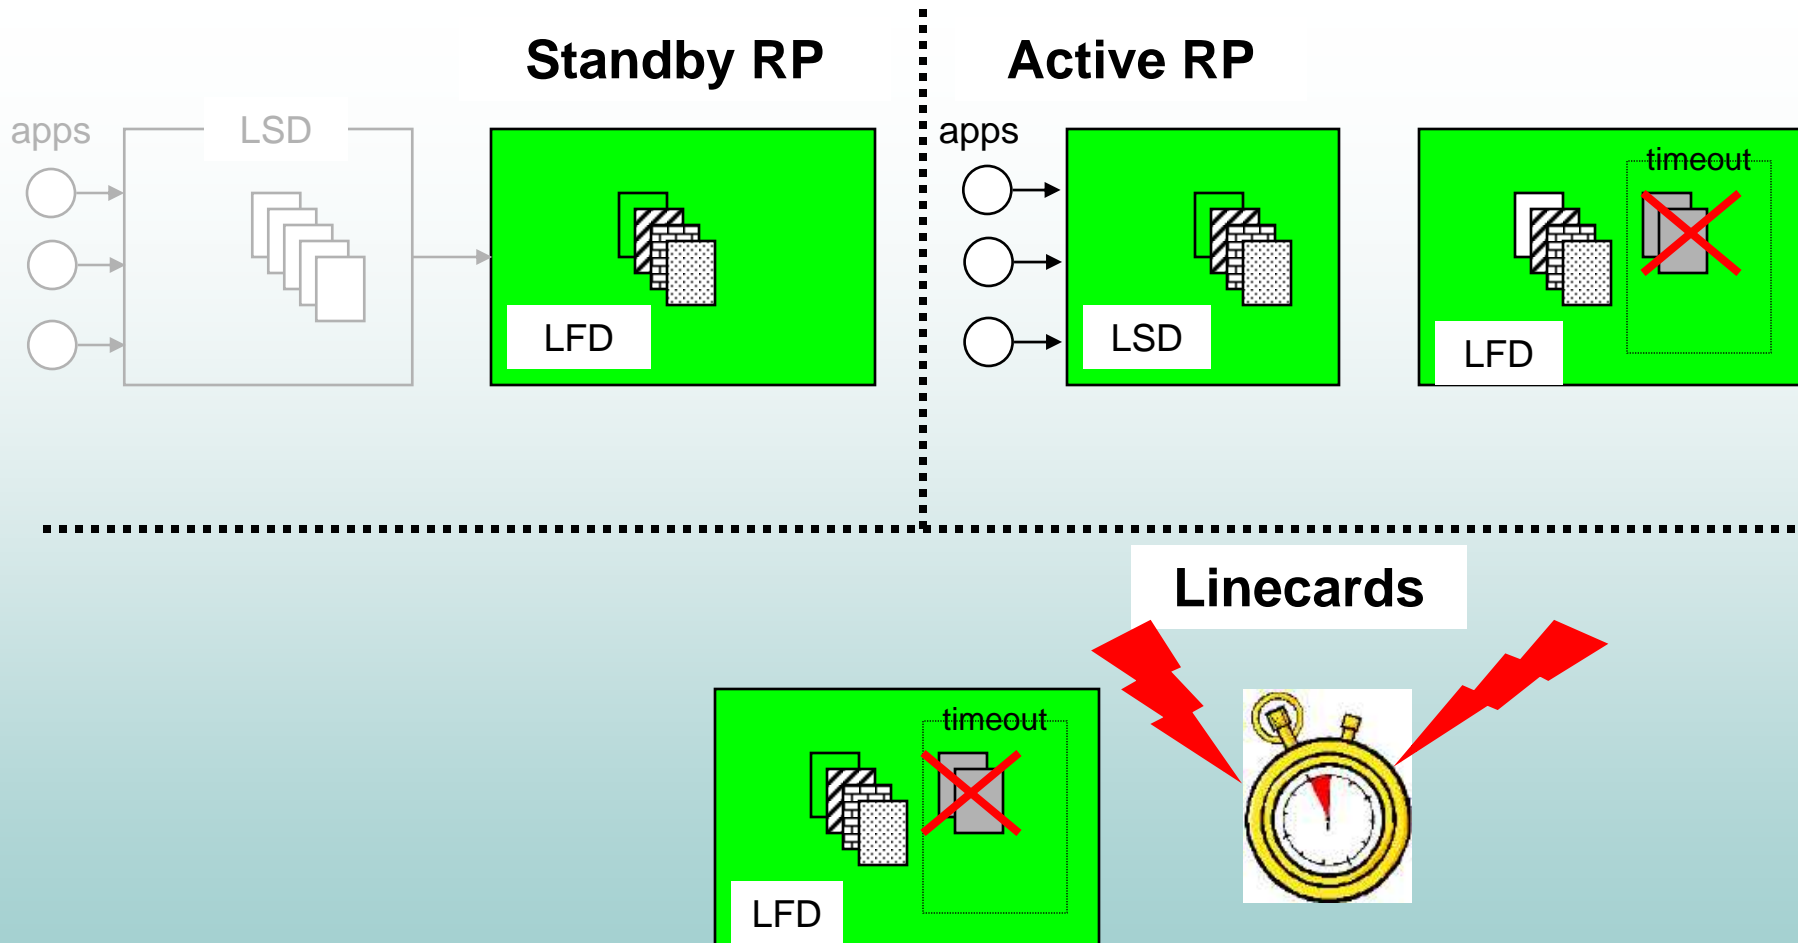 Standby RP
Active RP
apps
LSD
LFD
apps
LSD
timeout
LFD
Linecards
timeout
LFD